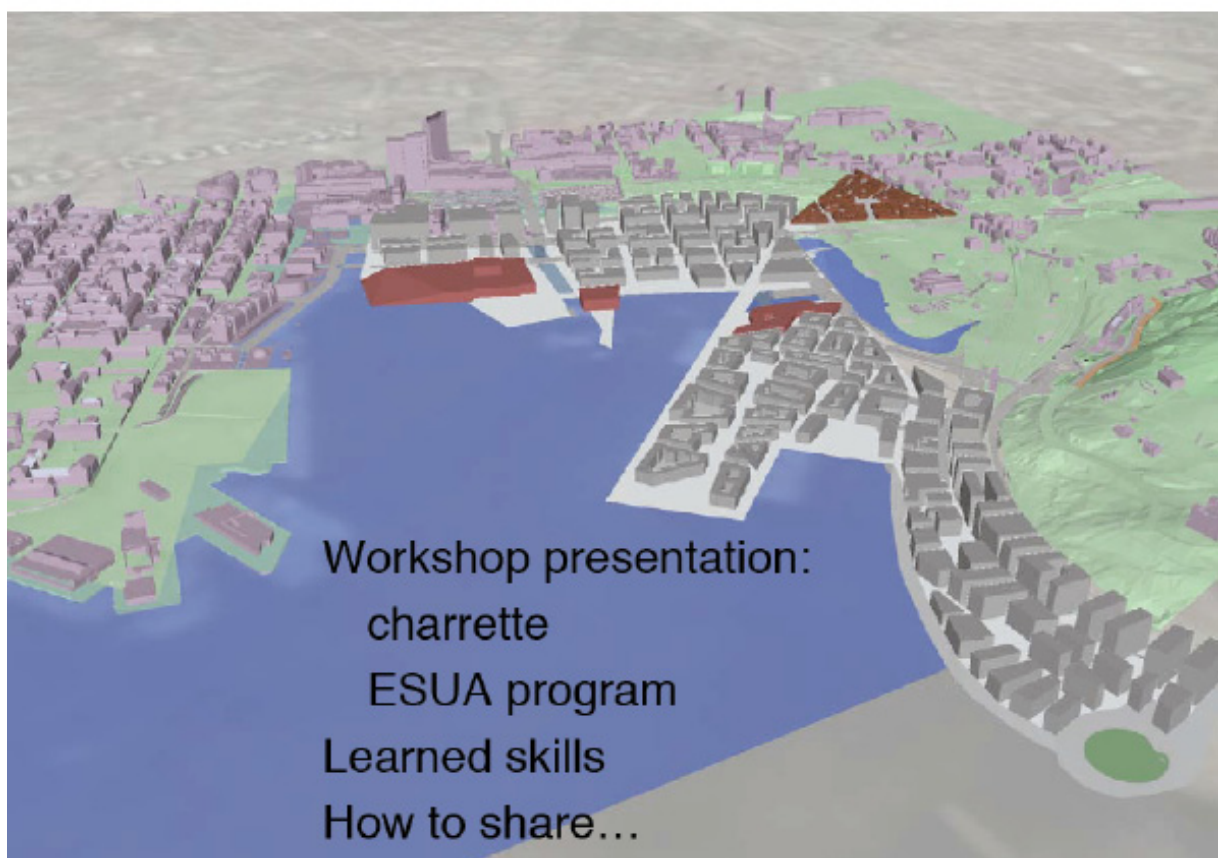 Workshop presentation:
charrette
ESUA program
Learned skills
How to share...